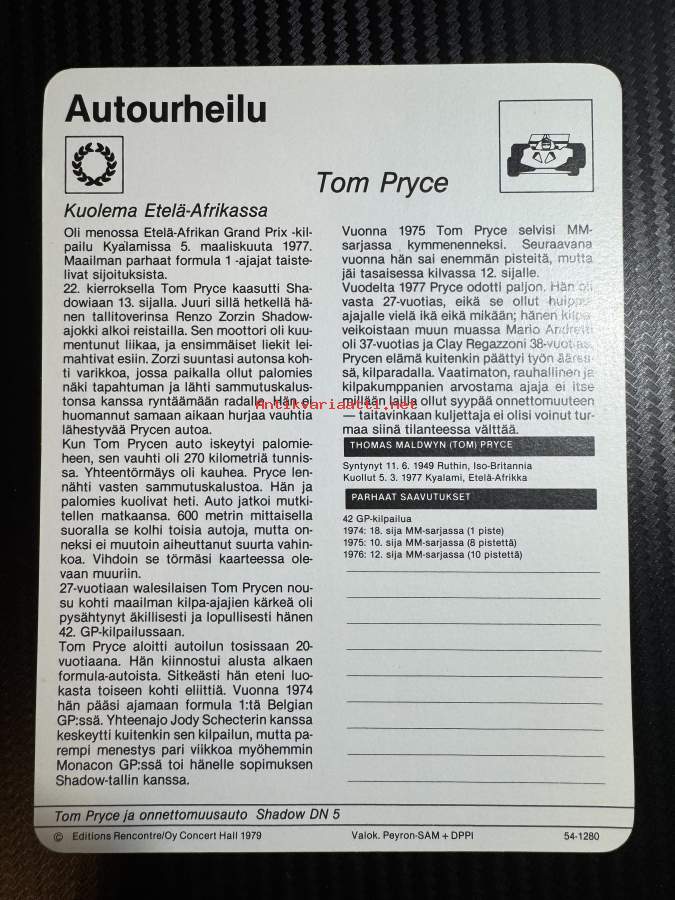 Autourheilu
Tom Pryce
Kuolema Etelä-Afrikassa
Oli menossa Etelä-Afrikan Grand Prix -kil-
pailu Kyalamissa 5. maaliskuuta 1977.
Maailman parhaat formula 1 -ajajat taiste-
livat sijoituksista.
22. kierroksella Tom Pryce kaasutti Sha-
dowiaan 13. sijalla. Juuri sillä hetkellä hä-
nen tallitoverinsa Renzo Zorzin Shadow-
ajokki alkoi reistailla. Sen moottori oli kuu-
mentunut liikaa, ja ensimmäiset liekit lei-
mahtivat esiin. Zorzi suuntasi autonsa koh-
ti varikkoa, jossa paikalla ollut palomies
näki tapahtuman ja lähti sammutuskalus-
tonsa kanssa ryntäämään radalle. Hän ei
huomannut samaan aikaan hurjaa vauhtia
lähestyvää Prycen autoa.
Kun Tom Prycen auto iskeytyi palomie-
heen, sen vauhti oli 270 kilometriä tunnis-
sa. Yhteentörmäys oli kauhea. Pryce len-
nähti vasten sammutuskalustoa. Hän ja
palomies kuolivat heti. Auto jatkoi mutki-
tellen matkaansa. 600 metrin mittaisella
suoralla se kolhi toisia autoja, mutta on-
neksi ei muutoin aiheuttanut suurta vahin-
koa. Vihdoin se törmäsi kaarteessa ole-
vaan muuriin.
27-vuotiaan walesilaisen Tom Prycen nou-
su kohti maailman kilpa-ajajien kärkeä oli
pysähtynyt äkillisesti ja lopullisesti hänen
42. GP-kilpailussaan.
Tom Pryce aloitti autoilun tosissaan 20-
vuotiaana. Hän kiinnostui alusta alkaen
formula-autoista. Sitkeästi hän eteni luo-
kasta toiseen kohti eliittiä. Vuonna 1974
hän pääsi ajamaan formula 1:tä Belgian
GP:ssä. Yhteenajo Jody Schecterin kanssa
keskeytti kuitenkin sen kilpailun, mutta pa-
rempi menestys pari viikkoa myöhemmin
Monacon GP:ssä toi hänelle sopimuksen
Shadow-tallin kanssa.
Vuonna 1975 Tom Pryce selvisi MM-
sarjassa kymmenenneksi. Seuraavana
vuonna hän sai enemmän pisteitä, mutta
jäi tasaisessa kilvassa 12. sijalle.
Vuodelta 1977 Pryce odotti paljon. Hän oli
vasta 27-vuotias, eikä se ollut huippu-
ajajalle vielä ikä eikä mikään; hänen kilpa-
veikoistaan muun muassa Mario Andretti
oli 37-vuotias ja Clay Regazzoni 38-vuotias.
Prycen elämä kuitenkin päättyi työn ääres-
sä, kilparadalla. Vaatimaton, rauhallinen ja
kilpakumppanien arvostama ajaja ei itse
millään lailla ollut syypää onnettomuuteen
— taitavinkaan kuljettaja ei olisi voinut tur-
maa siinä tilanteessa välttää.
THOMAS MALDWYN (TOM) PRYCE
Syntynyt 11. 6. 1949 Ruthin, Iso-Britannia
Kuollut 5. 3. 1977 Kyalami, Etelä-Afrikka
PARHAAT SAAVUTUKSET
42 GP-kilpailua
1974: 18. sija MM-sarjassa (1 piste)
1975: 10. sija MM-sarjassa (8 pistettä)
1976: 12. sija MM-sarjassa (10 pistettä)
Tom Pryce ja onnettomuusauto Shadow DN 5
© Editions Rencontre/Oy Concert Hall 1979 Valok. Peyron-SAM + DPPI 54-1280
Antikvariaatti.net